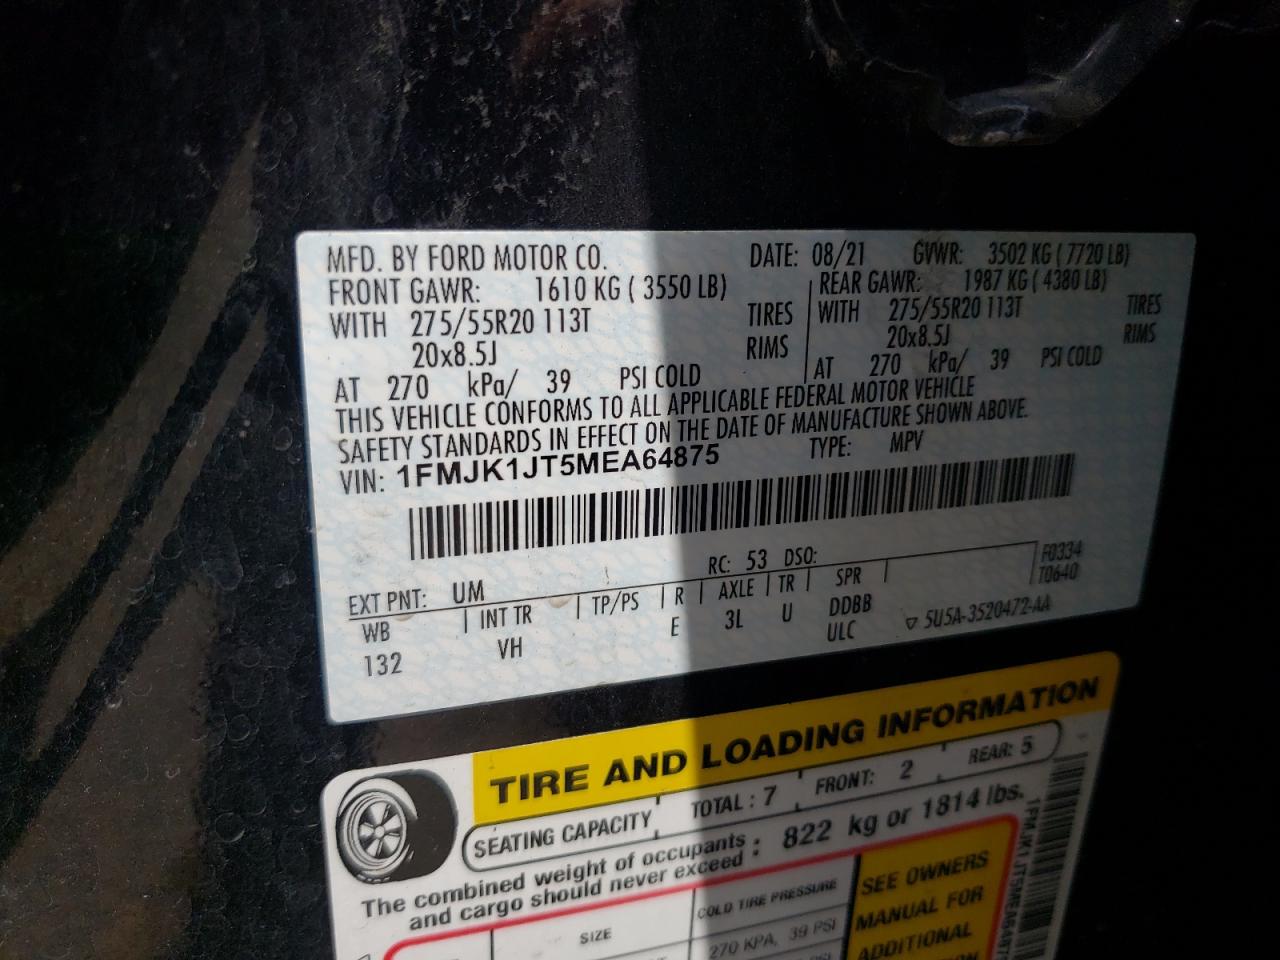 MFD. BY FORD MOTOR CO. DATE: 08/21 GVWR: 3502 KG ( 7720 LB)
FRONT GAWR: 1610 KG ( 3550 LB) REAR GAWR: 1987 KG ( 4380 LB)
WITH 275/55R20 113T TIRES WITH 275/55R20 113T TIRES
20x8.5J RIMS 20x8.5J RIMS
AT 270 kPa/ 39 PSI COLD AT 270 kPa/ 39 PSI COLD
THIS VEHICLE CONFORMS TO ALL APPLICABLE FEDERAL MOTOR VEHICLE
SAFETY STANDARDS IN EFFECT ON THE DATE OF MANUFACTURE SHOWN ABOVE.
VIN: 1FMJK1JT5MEA64875 TYPE: MPV
EXT PNT: UM RC: 53 DSO: F0334
WB INT TR TP/PS R AXLE TR SPR T0640
132 VH E 3L U DDBB
ULC ▽ 5U5A-3520472-AA
TIRE AND LOADING INFORMATION
SEATING CAPACITY TOTAL : 7 FRONT: 2 REAR: 5
The combined weight of occupants
and cargo should never exceed : 822 kg or 1814 lbs.
SIZE COLD TIRE PRESSURE SEE OWNERS
270 KPA, 39 PSI MANUAL FOR
ADDITIONAL